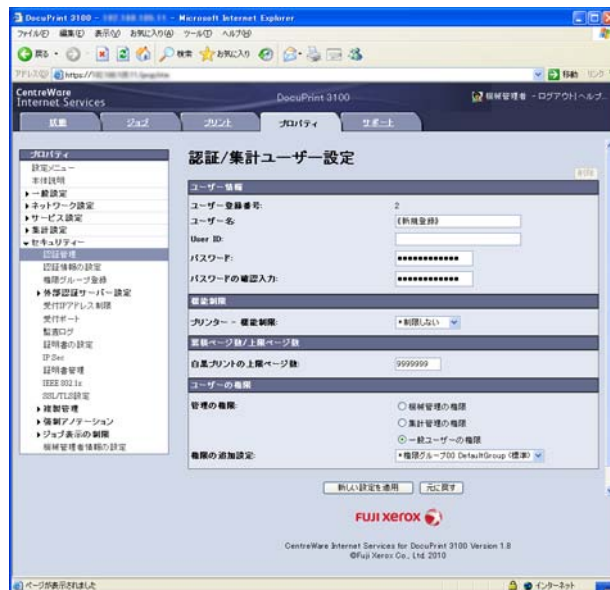 DocuPrint 3100 - - Microsoft Internet Explorer
ファイル(F) 編集(E) 表示(V) お気に入り(A) ツール(T) ヘルプ(H)
戻る 検索 お気に入り
アドレス(D) https:// 移動 リンク
CentreWare
Internet Services
DocuPrint 3100
機械管理者 - ログアウト ヘルプ
状態 ジョブ プリント プロパティ サポート
プロパティ
設定メニュー
本体説明
一般設定
ネットワーク設定
サービス設定
集計設定
セキュリティー
認証管理
認証情報の設定
権限グループ登録
外部認証サーバー設定
受付IPアドレス制限
受付ポート
監査ログ
証明書の設定
IP Sec
証明書管理
IEEE 802.1x
SSL/TLS設定
複製管理
強制アノテーション
ジョブ表示の制限
機械管理者情報の設定
認証/集計ユーザー設定
削除
ユーザー情報
ユーザー登録番号: 2
ユーザー名: (新規登録)
User ID:
パスワード: ●●●●●●●●●●●●
パスワードの確認入力: ●●●●●●●●●●●●
機能制限
プリンター - 機能制限: *制限しない
累積ページ数/上限ページ数
白黒プリントの上限ページ数: 9999999
ユーザーの権限
管理の権限: 機械管理の権限
集計管理の権限
一般ユーザーの権限
権限の追加設定: *権限グループ00 DefaultGroup (標準)
新しい設定を適用 元に戻す
FUJI XEROX
CentreWare Internet Services for DocuPrint 3100 Version 1.8
©Fuji Xerox Co., Ltd. 2010
ページが表示されました インターネット